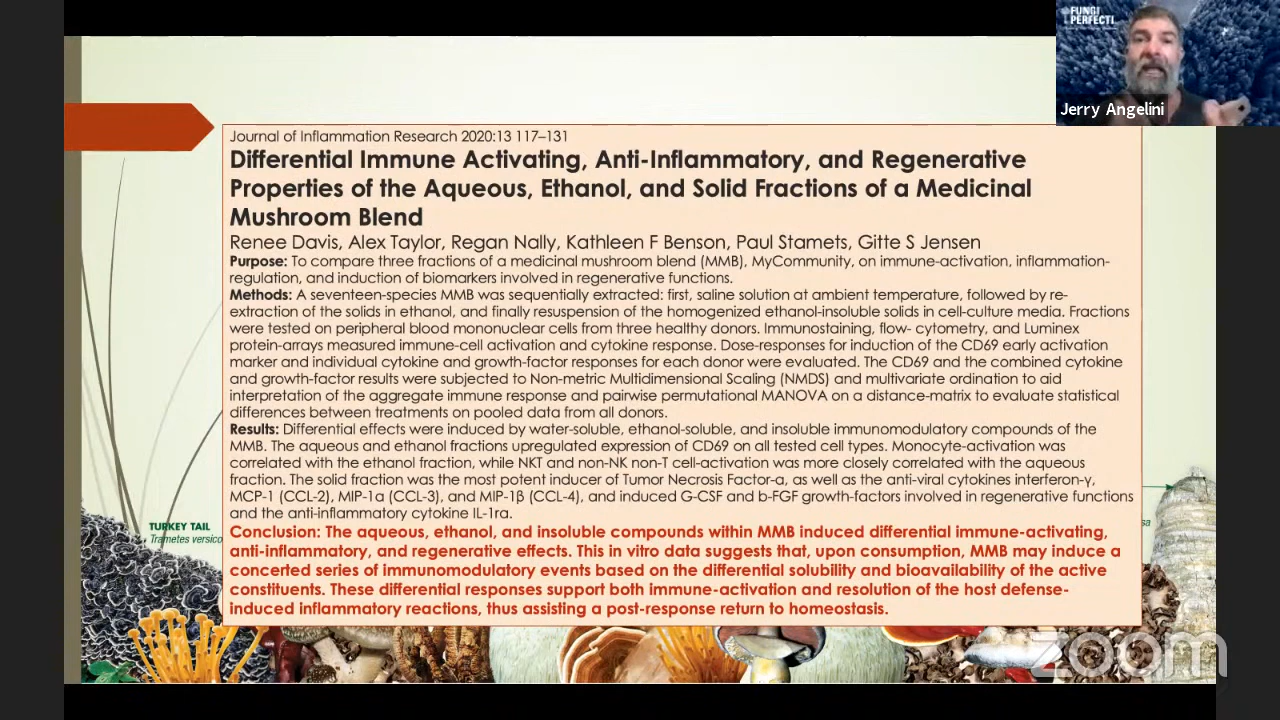 FUNGI
PERFECTI
Jerry Angelini
Journal of Inflammation Research 2020:13 117–131
Differential Immune Activating, Anti-Inflammatory, and Regenerative
Properties of the Aqueous, Ethanol, and Solid Fractions of a Medicinal
Mushroom Blend
Renee Davis, Alex Taylor, Regan Nally, Kathleen F Benson, Paul Stamets, Gitte S Jensen
Purpose: To compare three fractions of a medicinal mushroom blend (MMB), MyCommunity, on immune-activation, inflammation-
regulation, and induction of biomarkers involved in regenerative functions.
Methods: A seventeen-species MMB was sequentially extracted: first, saline solution at ambient temperature, followed by re-
extraction of the solids in ethanol, and finally resuspension of the homogenized ethanol-insoluble solids in cell-culture media. Fractions
were tested on peripheral blood mononuclear cells from three healthy donors. Immunostaining, flow- cytometry, and Luminex
protein-arrays measured immune-cell activation and cytokine response. Dose-responses for induction of the CD69 early activation
marker and individual cytokine and growth-factor responses for each donor were evaluated. The CD69 and the combined cytokine
and growth-factor results were subjected to Non-metric Multidimensional Scaling (NMDS) and multivariate ordination to aid
interpretation of the aggregate immune response and pairwise permutational MANOVA on a distance-matrix to evaluate statistical
differences between treatments on pooled data from all donors.
Results: Differential effects were induced by water-soluble, ethanol-soluble, and insoluble immunomodulatory compounds of the
MMB. The aqueous and ethanol fractions upregulated expression of CD69 on all tested cell types. Monocyte-activation was
correlated with the ethanol fraction, while NKT and non-NK non-T cell-activation was more closely correlated with the aqueous
fraction. The solid fraction was the most potent inducer of Tumor Necrosis Factor-α, as well as the anti-viral cytokines interferon-γ,
MCP-1 (CCL-2), MIP-1α (CCL-3), and MIP-1β (CCL-4), and induced G-CSF and b-FGF growth-factors involved in regenerative functions
and the anti-inflammatory cytokine IL-1ra.
Conclusion: The aqueous, ethanol, and insoluble compounds within MMB induced differential immune-activating,
anti-inflammatory, and regenerative effects. This in vitro data suggests that, upon consumption, MMB may induce a
concerted series of immunomodulatory events based on the differential solubility and bioavailability of the active
constituents. These differential responses support both immune-activation and resolution of the host defense-
induced inflammatory reactions, thus assisting a post-response return to homeostasis.
TURKEY TAIL
Trametes versico
sa
zoom